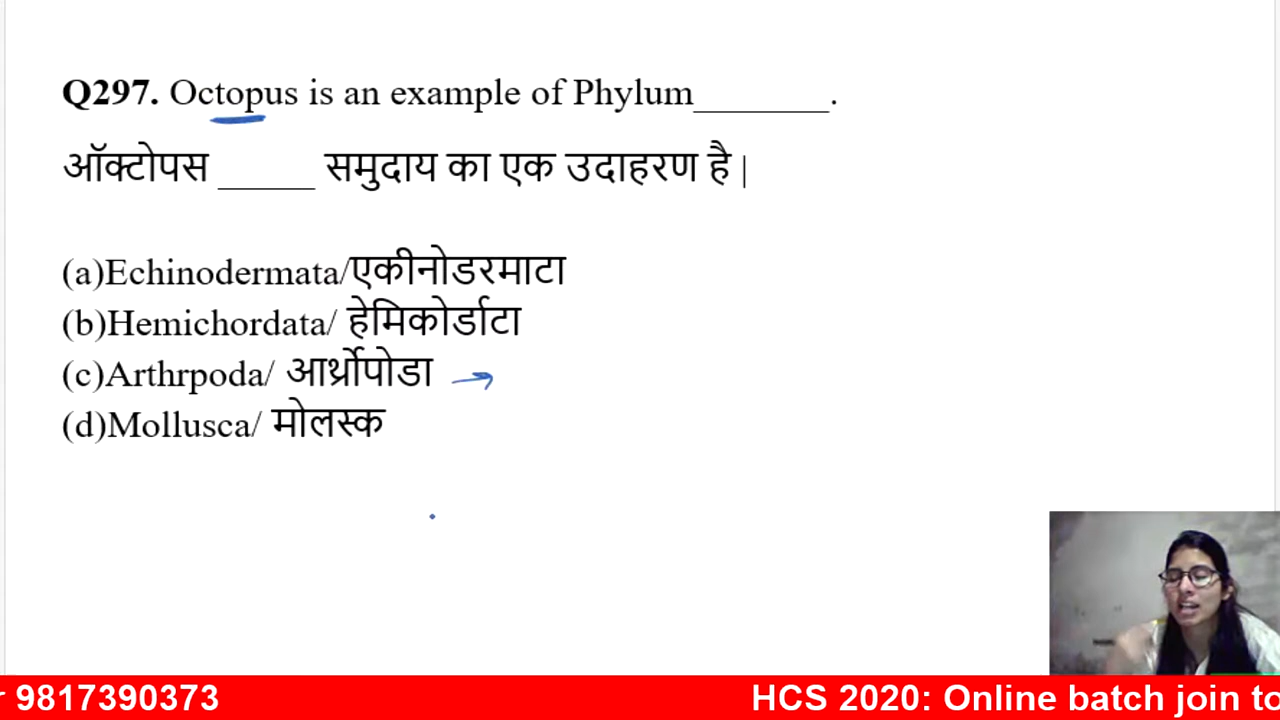 Q297. Octopus is an example of Phylum________.
ऑक्टोपस _____ समुदाय का एक उदाहरण है |
(a)Echinodermata/एकीनोडरमाटा
(b)Hemichordata/ हेमिकोर्डाटा
(c)Arthrpoda/ आर्थ्रोपोडा
(d)Mollusca/ मोलस्क
9817390373 HCS 2020: Online batch join to